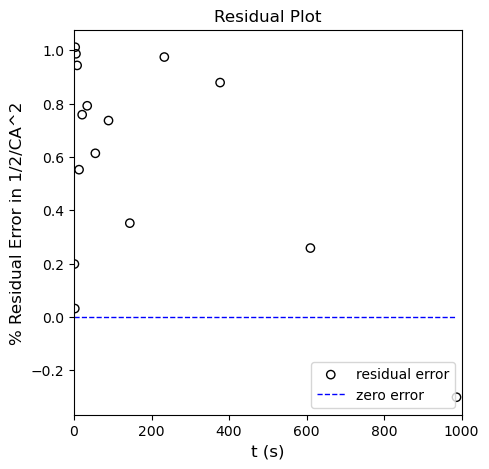 Residual Plot
% Residual Error in 1/2/CA^2
1.0
0.8
0.6
0.4
0.2
0.0
−0.2
residual error
zero error
0
200
400
600
800
1000
t (s)